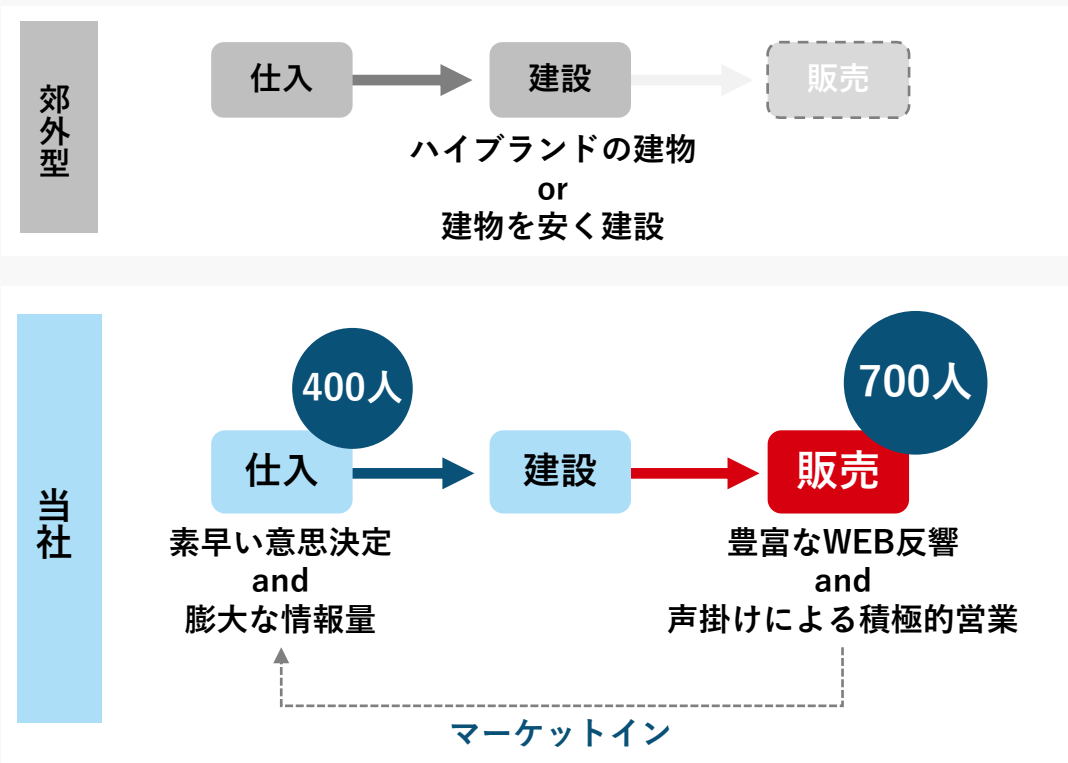 郊外型
仕入
建設
販売
ハイブランドの建物
or
建物を安く建設
当社
400人
700人
仕入
建設
販売
素早い意思決定
and
膨大な情報量
豊富なWEB反響
and
声掛けによる積極的営業
マーケットイン